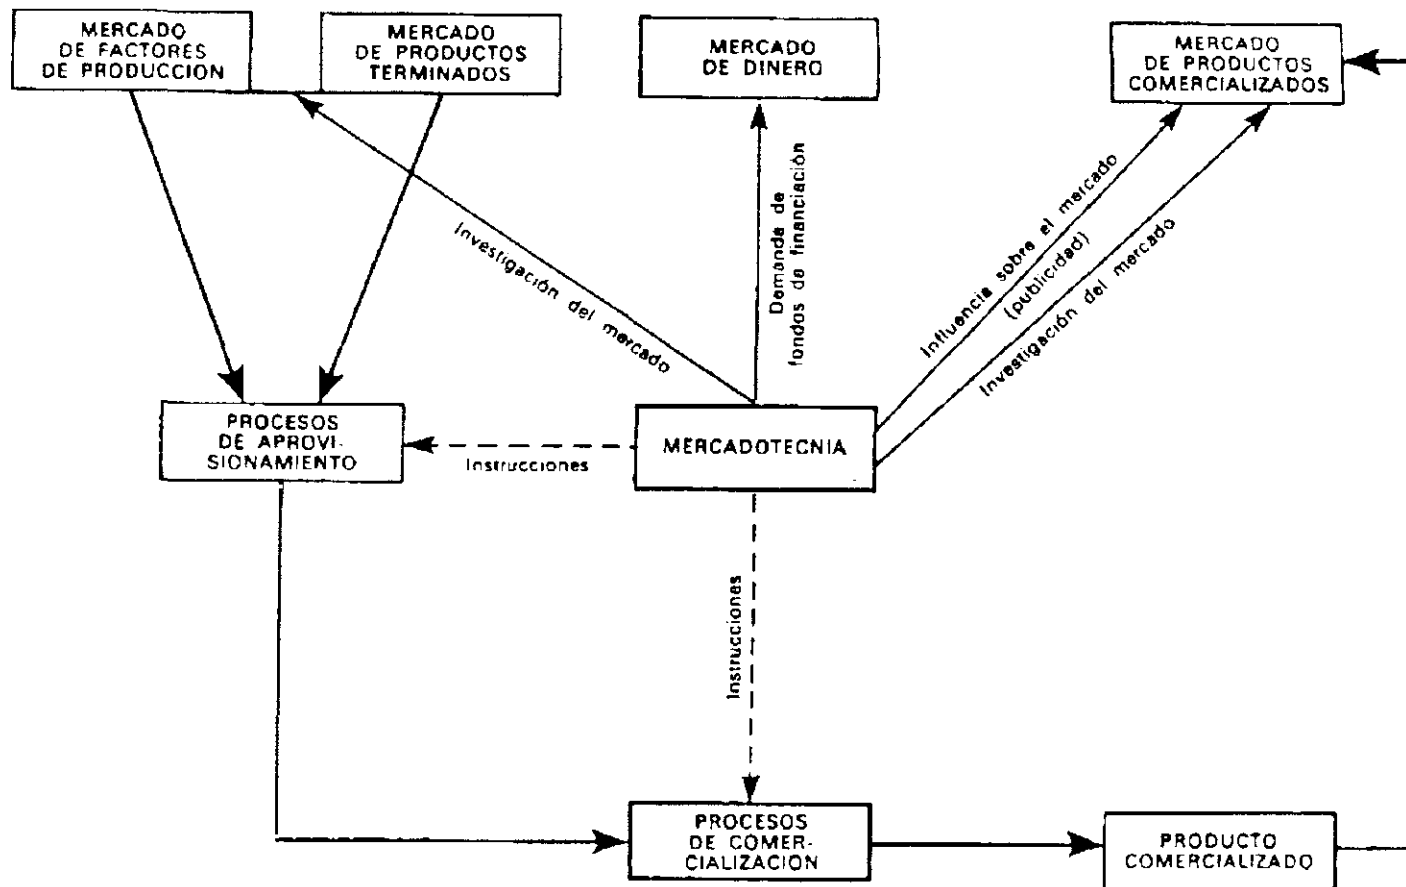 MERCADO
DE FACTORES
DE PRODUCCION
MERCADO
DE PRODUCTOS
TERMINADOS
MERCADO
DE DINERO
MERCADO
DE PRODUCTOS
COMERCIALIZADOS
Investigación del mercado
Demanda de
fondos de financiación
Influencia sobre el mercado
(publicidad)
Investigación del mercado
PROCESOS
DE APROVI-
SIONAMIENTO
Instrucciones
MERCADOTECNIA
Instrucciones
PROCESOS
DE COMER-
CIALIZACION
PRODUCTO
COMERCIALIZADO